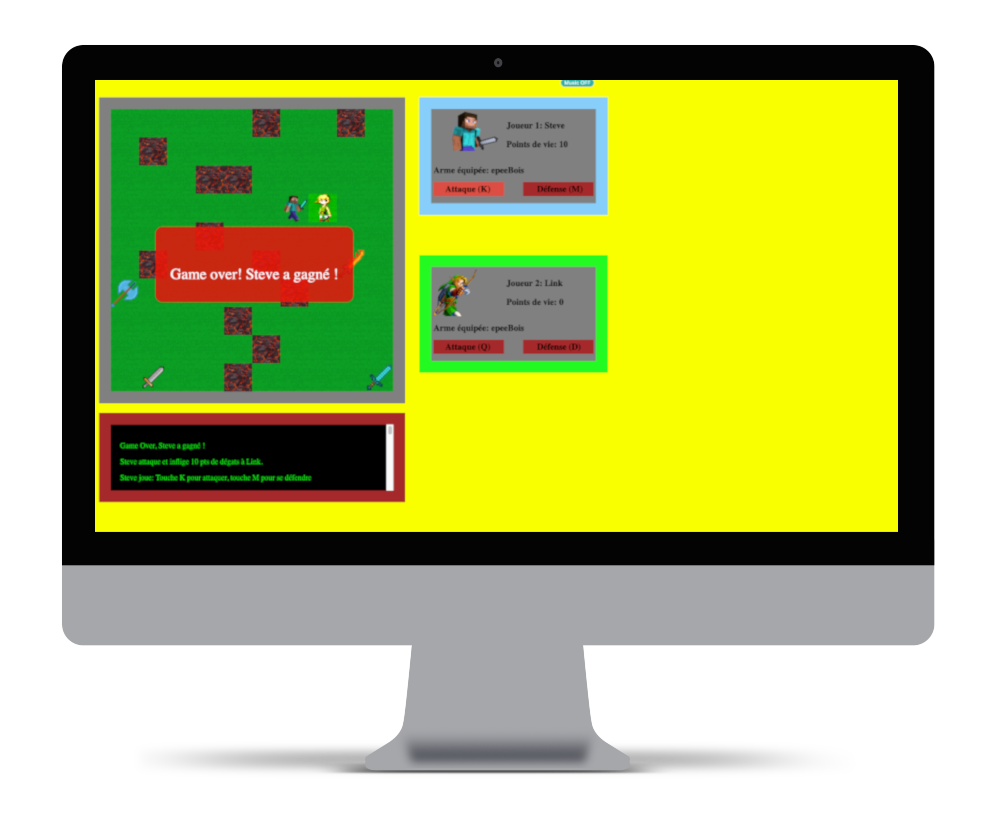 Music OFF
Game over! Steve a gagné !
Joueur 1: Steve
Points de vie: 10
Arme équipée: epeeBois
Attaque (K)
Défense (M)
Joueur 2: Link
Points de vie: 0
Arme équipée: epeeBois
Attaque (Q)
Défense (D)
Game Over, Steve a gagné !
Steve attaque et inflige 10 pts de dégats à Link.
Steve joue: Touche K pour attaquer, touche M pour se défendre